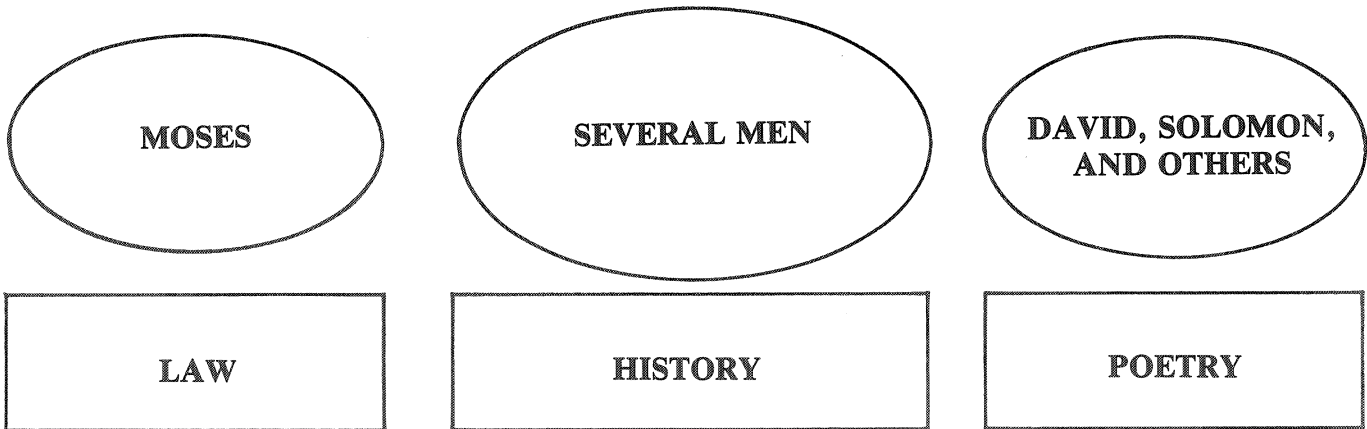 MOSES
SEVERAL MEN
DAVID, SOLOMON,
AND OTHERS
LAW
HISTORY
POETRY